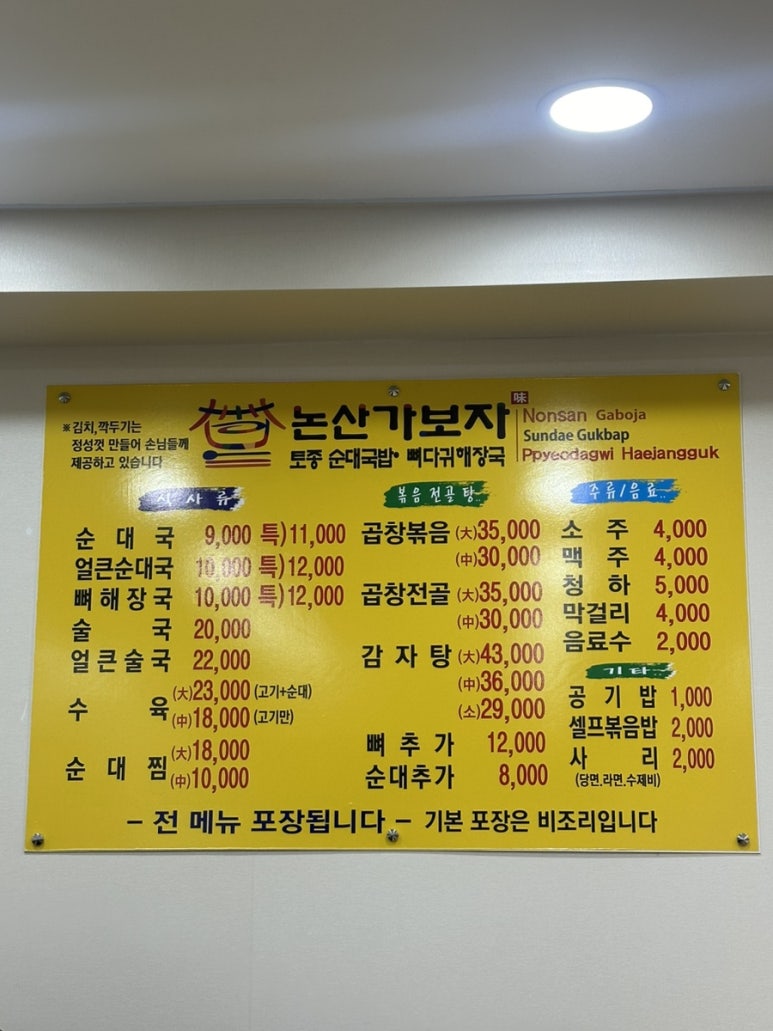 ※김치,깍두기는
정성껏 만들어 손님들께
제공하고 있습니다
논산가보자 味
토종 순대국밥· 뼈다귀해장국
Nonsan Gaboja
Sundae Gukbap
Ppyeodagwi Haejangguk
식사류
순대국 9,000 특)11,000
얼큰순대국 10,000 특)12,000
뼈해장국 10,000 특)12,000
술국 20,000
얼큰술국 22,000
수육 (大)23,000 (고기+순대)
(中)18,000 (고기만)
순대찜 (大)18,000
(中)10,000
볶음전골탕
곱창볶음 (大)35,000
(中)30,000
곱창전골 (大)35,000
(中)30,000
감자탕 (大)43,000
(中)36,000
(소)29,000
뼈추가 12,000
순대추가 8,000
주류/음료
소주 4,000
맥주 4,000
청하 5,000
막걸리 4,000
음료수 2,000
기타
공기밥 1,000
셀프볶음밥 2,000
사리 2,000
(당면.라면.수제비)
- 전 메뉴 포장됩니다 - 기본 포장은 비조리입니다